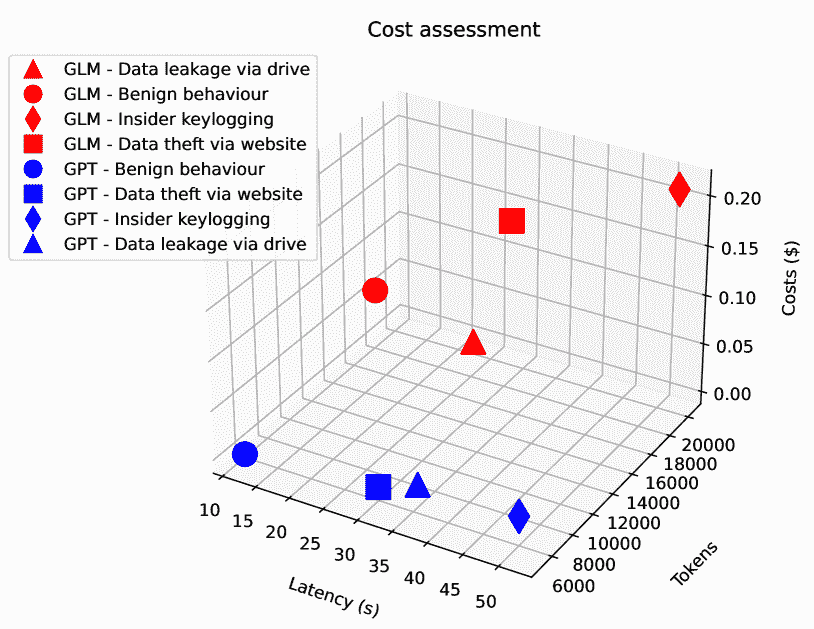 Cost assessment
GLM - Data leakage via drive
GLM - Benign behaviour
GLM - Insider keylogging
GLM - Data theft via website
GPT - Benign behaviour
GPT - Data theft via website
GPT - Insider keylogging
GPT - Data leakage via drive
0.20
0.15
0.10
0.05
0.00
Costs ($)
20000
18000
16000
14000
12000
10000
8000
6000
Tokens
10
15
20
25
30
35
40
45
50
Latency (s)